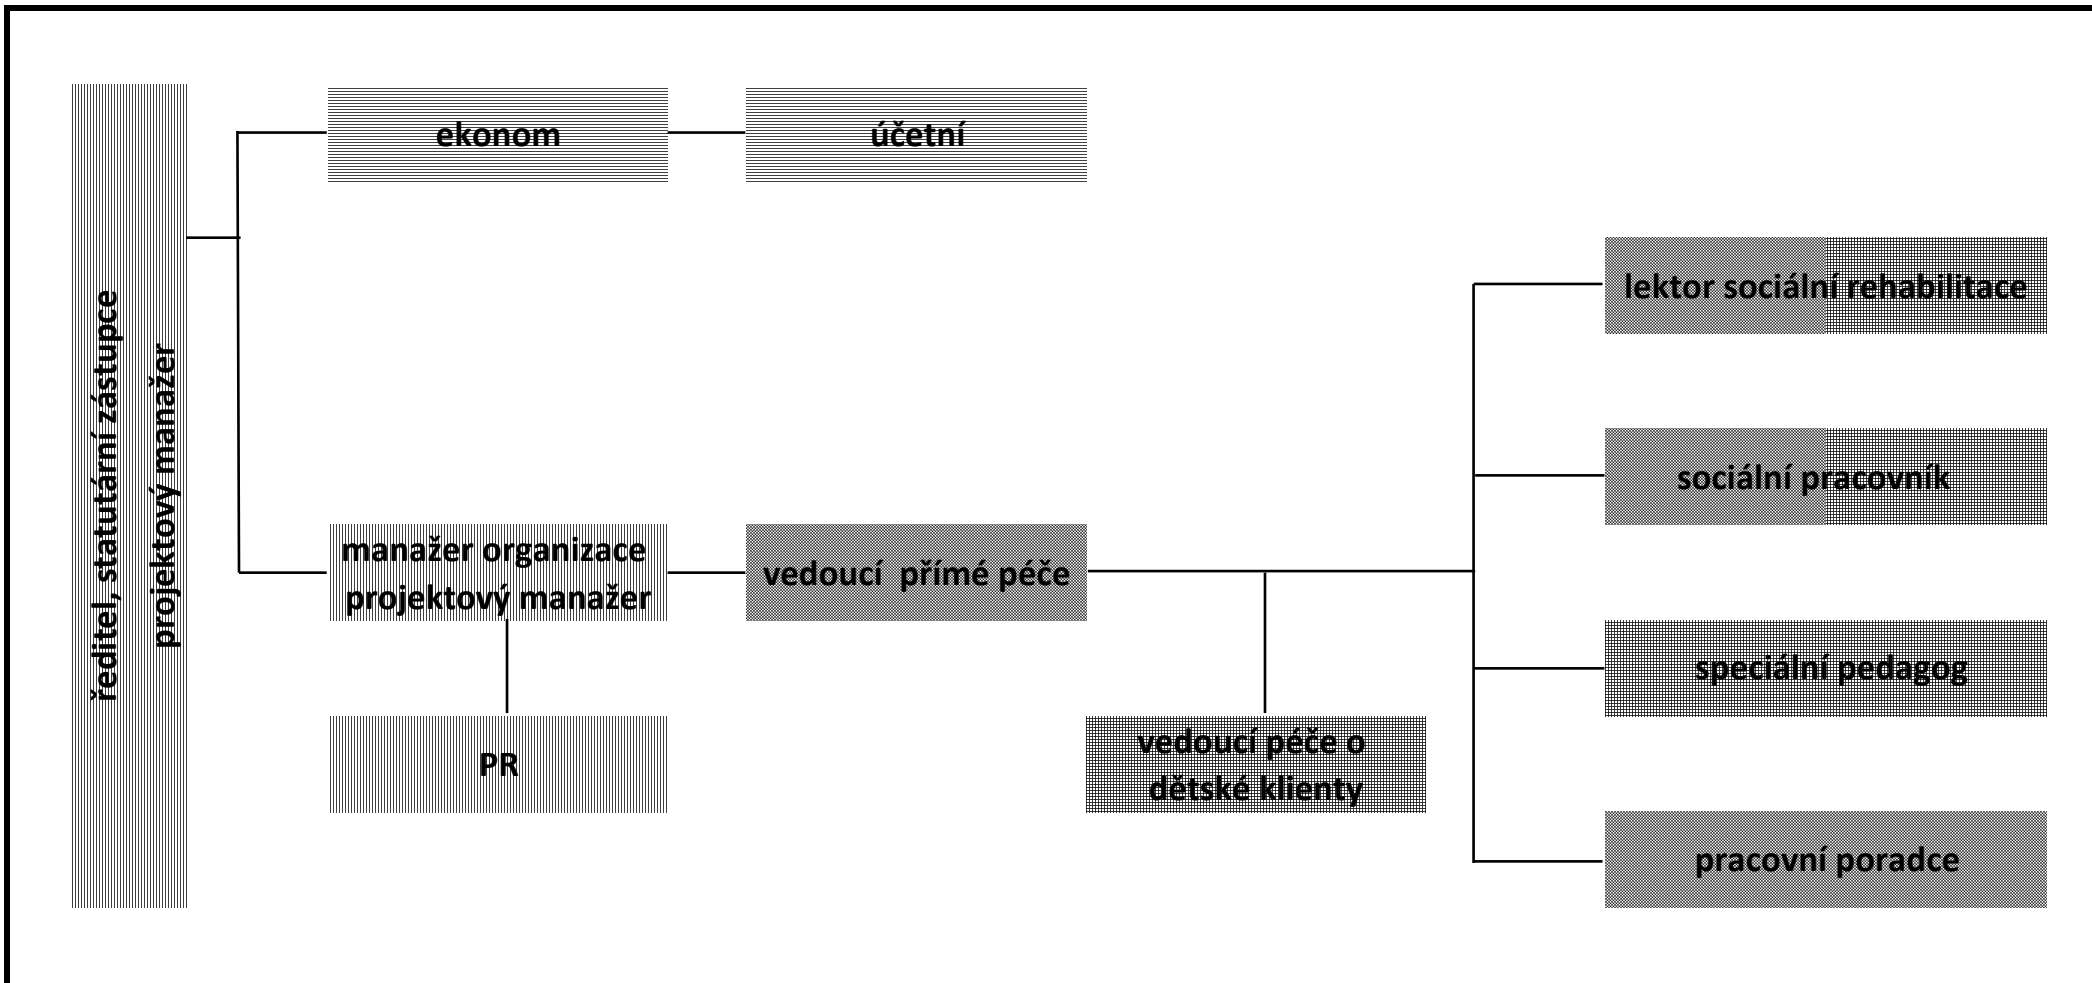 ředitel, statutární zástupce
projektový manažer
ekonom
účetní
lektor sociální rehabilitace
sociální pracovník
manažer organizace
projektový manažer
vedoucí  přímé péče
speciální pedagog
PR
vedoucí péče o
dětské klienty
pracovní poradce